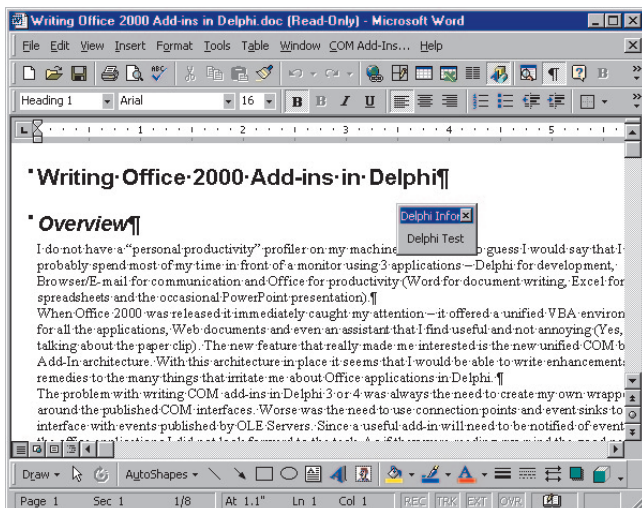 Writing Office 2000 Add-ins in Delphi.doc (Read-Only) - Microsoft Word
File Edit View Insert Format Tools Table Window COM Add-Ins... Help
ABC
B
Heading 1 Arial 16 B B I U
L 1 2 3 4 5
Writing·Office·2000·Add-ins·in·Delphi¶
Delphi Infor
Delphi Test
Overview¶
I·do·not·have·a·“personal·productivity”·profiler·on·my·machine guess·I·would·say·that·I
probably·spend·most·of·my·time·in·front·of·a·monitor·using·3·applications·–·Delphi·for·development,
Browser/E-mail·for·communication·and·Office·for·productivity·(Word·for·document·writing,·Excel·for
spreadsheets·and·the·occasional·PowerPoint·presentation).¶
When·Office·2000·was·released·it·immediately·caught·my·attention·–·it·offered·a·unified·VBA·environ
for·all·the·applications,·Web·documents·and·even·an·assistant·that·I·find·useful·and·not·annoying·(Yes,
talking·about·the·paper·clip).·The·new·feature·that·really·made·me·interested·is·the·new·unified·COM·b
Add-In·architecture.·With·this·architecture·in·place·it·seems·that·I·would·be·able·to·write·enhancement
remedies·to·the·many·things·that·irritate·me·about·Office·applications·in·Delphi.·¶
The·problem·with·writing·COM·add-ins·in·Delphi·3·or·4·was·always·the·need·to·create·my·own·wrapp
around·the·published·COM·interfaces.·Worse·was·the·need·to·use·connection·points·and·event·sinks·to
interface·with·events·published·by·OLE·Servers.·Since·a·useful·add-in·will·need·to·be·notified·of·event
Draw AutoShapes
Page 1 Sec 1 1/8 At 1.1" Ln 1 Col 1 REC TRK EXT OVR